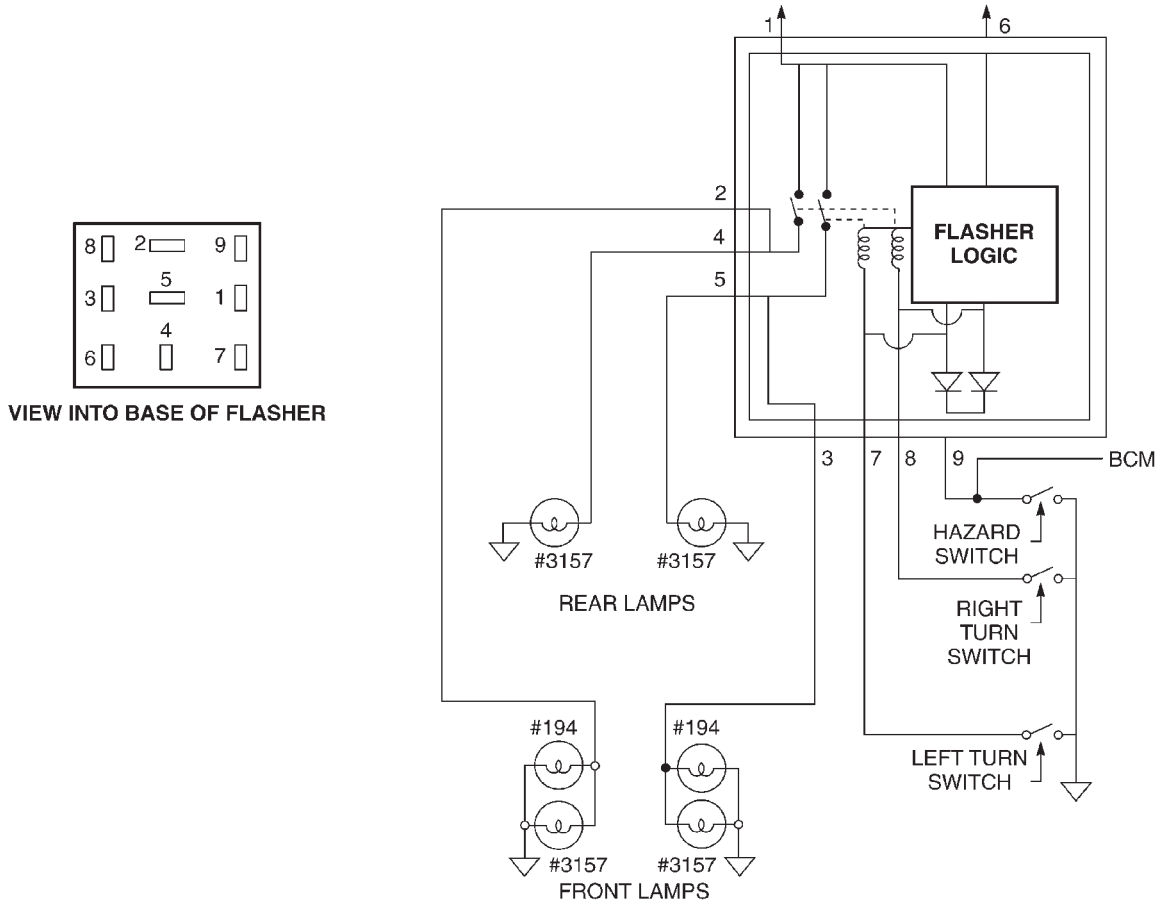 1
6
2
4
5
FLASHER
LOGIC
8
2
9
5
3
1
4
6
7
VIEW INTO BASE OF FLASHER
3
7
8
9
BCM
HAZARD
SWITCH
#3157
#3157
REAR LAMPS
RIGHT
TURN
SWITCH
#194
#194
LEFT TURN
SWITCH
#3157
#3157
FRONT LAMPS